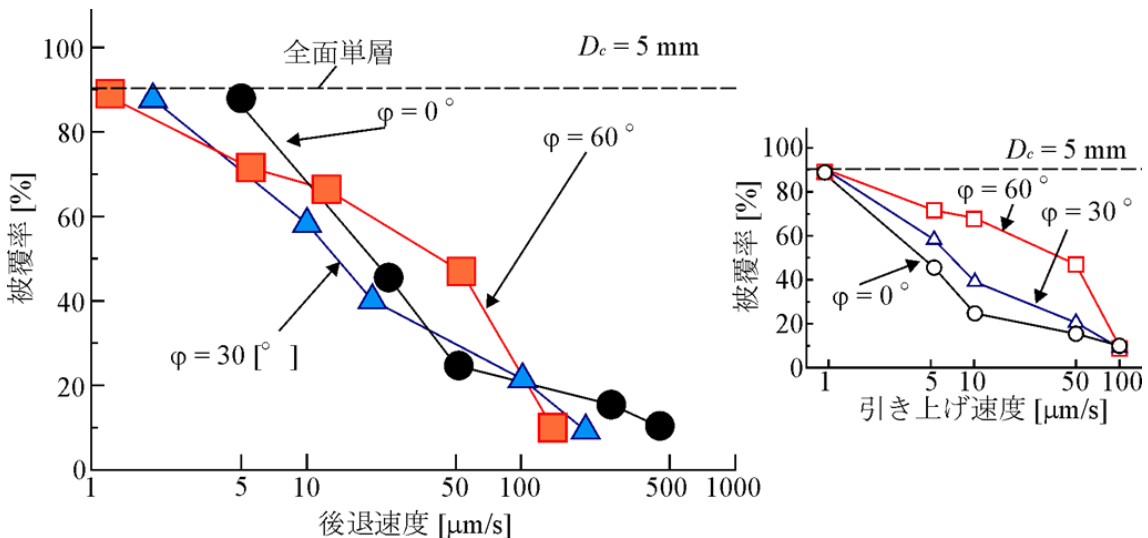 100
80
60
40
20
0
被覆率 [%]
全面単層
D_c = 5 mm
φ = 0 °
φ = 60 °
φ = 30 [° ]
1
5
10
50
100
500
1000
後退速度 [μm/s]
100
80
60
40
20
0
被覆率 [%]
D_c = 5 mm
φ = 60 °
φ = 30 °
φ = 0 °
1
5
10
50
100
引き上げ速度 [μm/s]